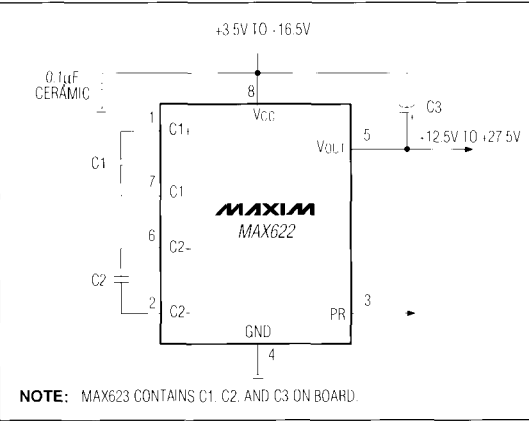 +3.5V TO -16.5V
0.1µF
CERAMIC
8
VCC
1
C1+
C1
7
C1
6
C2-
C2
2
C2-
C3
+
VOUT
5
-12.5V TO +27.5V
MAXIM
MAX622
PR
3
GND
4
NOTE: MAX623 CONTAINS C1, C2, AND C3 ON BOARD.